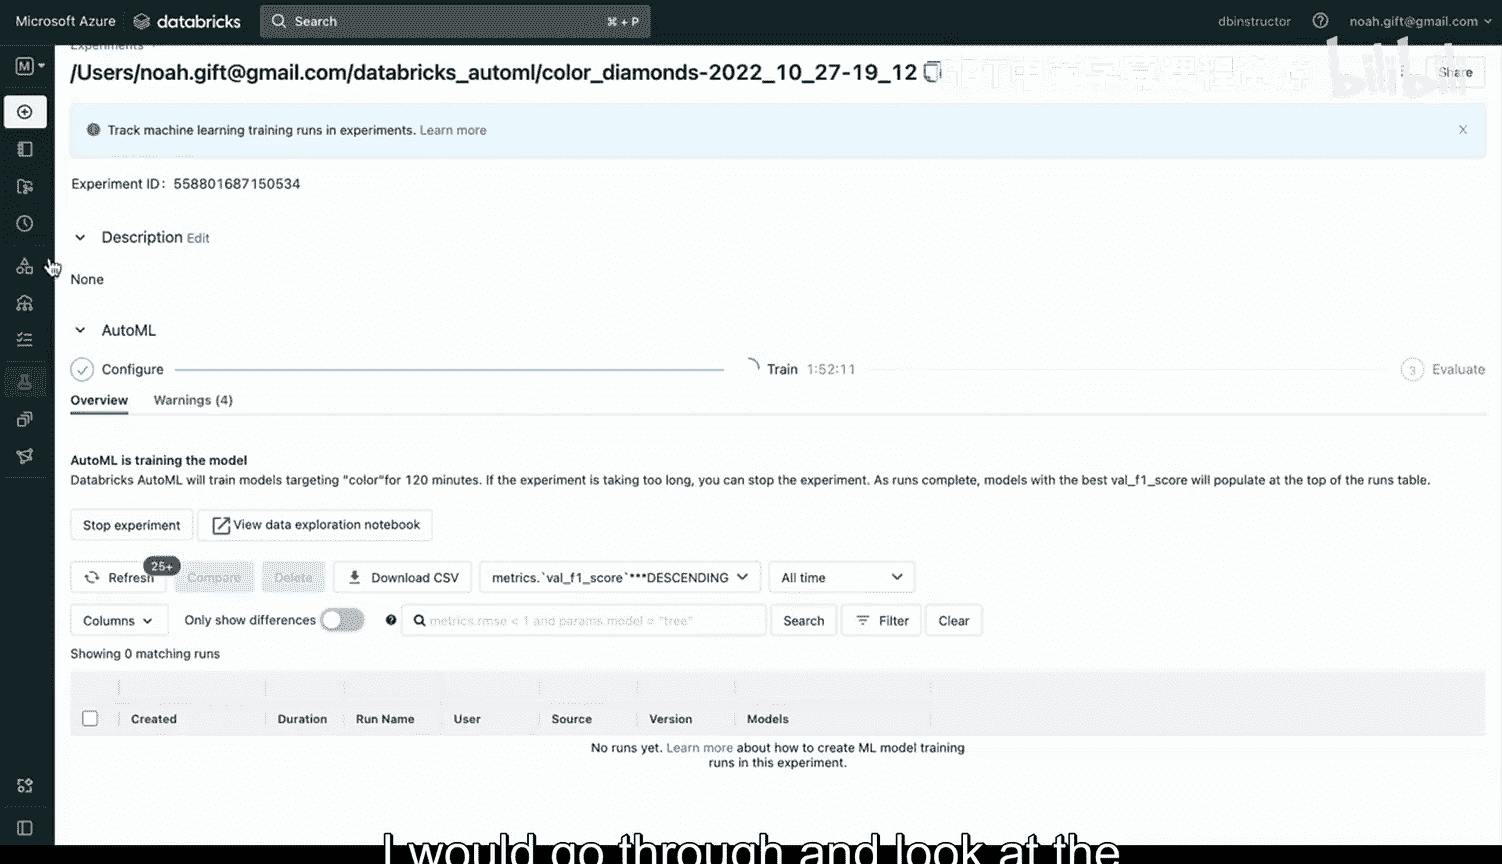 Microsoft Azure databricks Search ⌘ + P dbinstructor noah.gift@gmail.com
M
Experiments
/Users/noah.gift@gmail.com/databricks_automl/color_diamonds-2022_10_27-19_12 Share
bilibili
Track machine learning training runs in experiments. Learn more X
Experiment ID: 558801687150534
Description Edit
None
AutoML
Configure Train 1:52:11 3 Evaluate
Overview Warnings (4)
AutoML is training the model
Databricks AutoML will train models targeting "color"for 120 minutes. If the experiment is taking too long, you can stop the experiment. As runs complete, models with the best val_f1_score will populate at the top of the runs table.
Stop experiment View data exploration notebook
Refresh 25+ Compare Delete Download CSV metrics.`val_f1_score`***DESCENDING All time
Columns Only show differences metrics.rmse < 1 and params.model = "tree" Search Filter Clear
Showing 0 matching runs
Created Duration Run Name User Source Version Models
No runs yet. Learn more about how to create ML model training
runs in this experiment.
I would go through and look at the